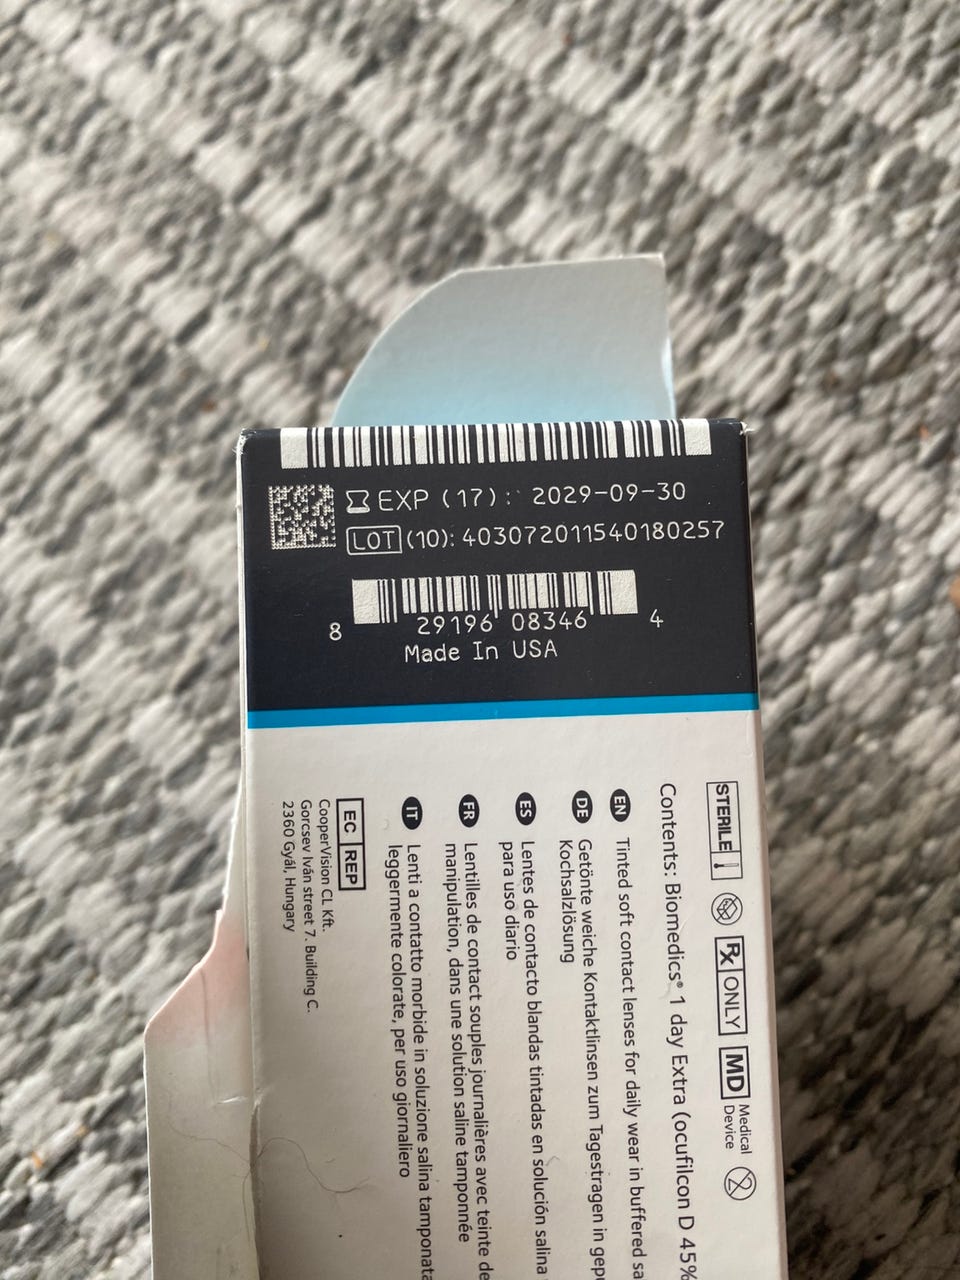 EXP (17): 2029-09-30
LOT (10): 403072011540180257
8 29196 08346 4
Made In USA
STERILE
Rx ONLY
MD Medical Device
2
Contents: Biomedics® 1 day Extra (ocufilcon D 45%
EN Tinted soft contact lenses for daily wear in buffered
DE Getönte weiche Kontaktlinsen zum Tagestragen in
Kochsalzlösung
ES Lentes de contacto blandas tintadas en solución salina
para uso diario
FR Lentilles de contact souples journalières avec teinte de
manipulation, dans une solution saline tamponnée
IT Lenti a contatto morbide in soluzione salina
leggermente colorate, per uso giornaliero
EC REP
CooperVision CL Kft.
Gorcsev Iván street 7. Building C.
2360 Gyál, Hungary